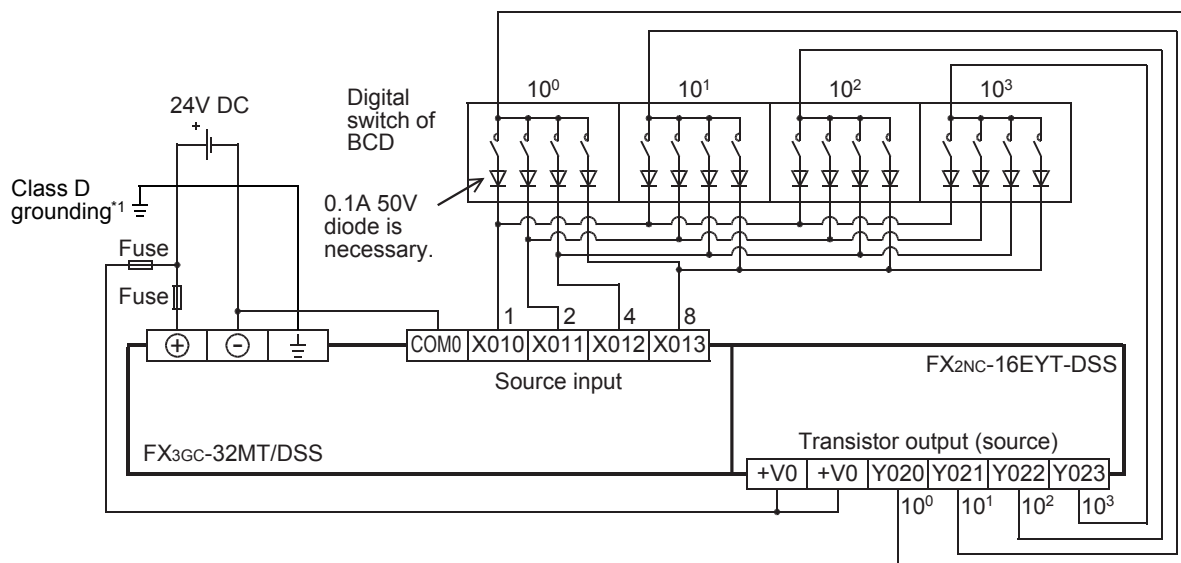 24V DC
+
Class D
grounding*1
Fuse
Fuse
Digital
switch of
BCD
10⁰ 10¹ 10² 10³
0.1A 50V
diode is
necessary.
1 2 4 8
+ - COM0 X010 X011 X012 X013
Source input
FX2NC-16EYT-DSS
FX3GC-32MT/DSS
Transistor output (source)
+V0 +V0 Y020 Y021 Y022 Y023
10⁰ 10¹ 10² 10³